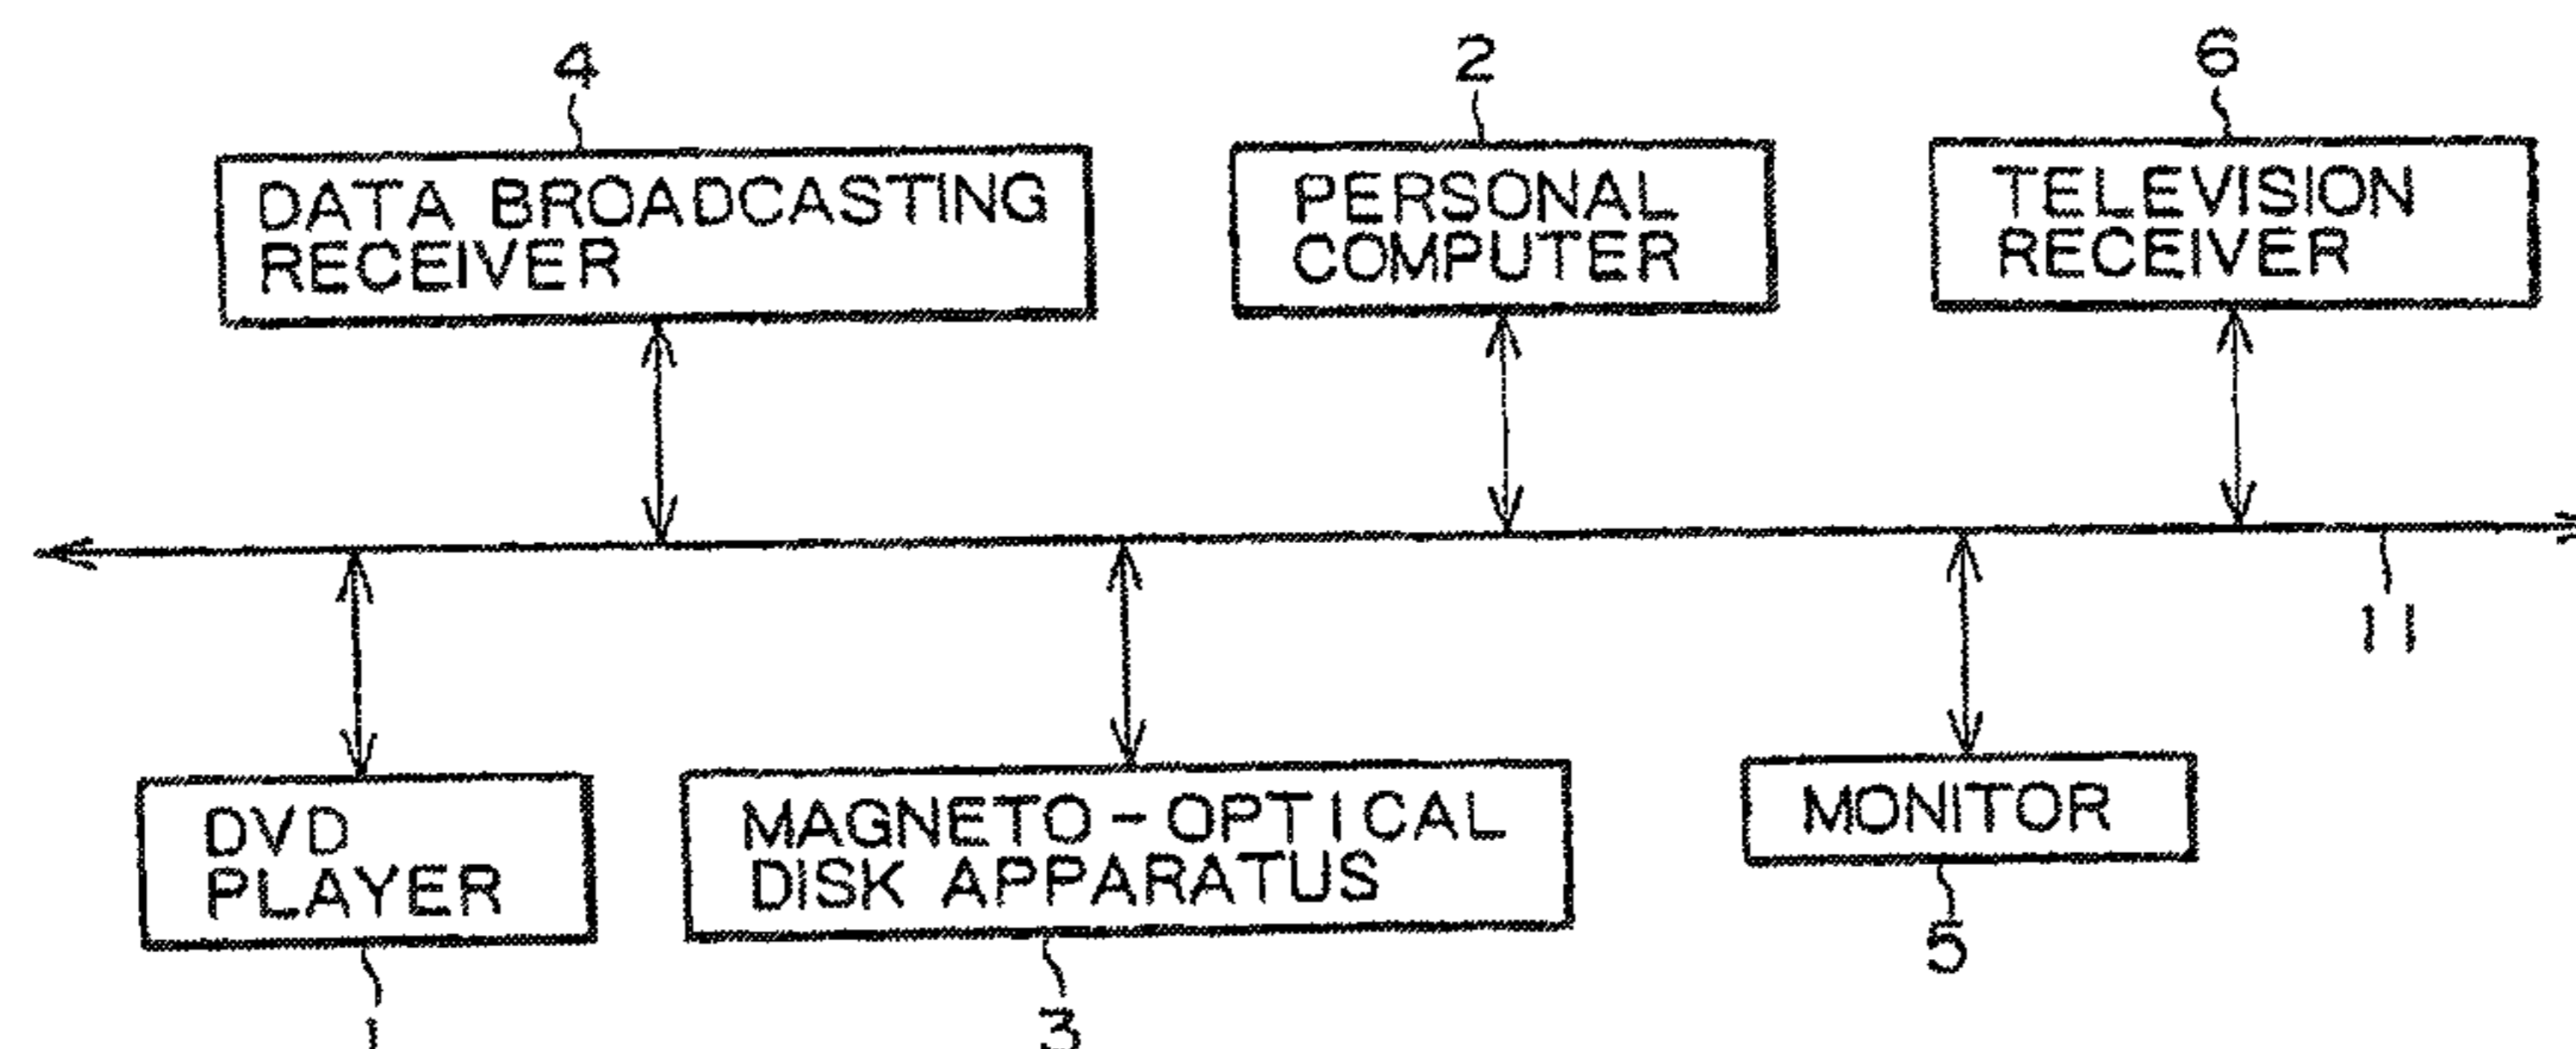 4
2
6
DATA BROADCASTING
RECEIVER
PERSONAL
COMPUTER
TELEVISION
RECEIVER
11
DVD
PLAYER
MAGNETO-OPTICAL
DISK APPARATUS
MONITOR
5
1
3